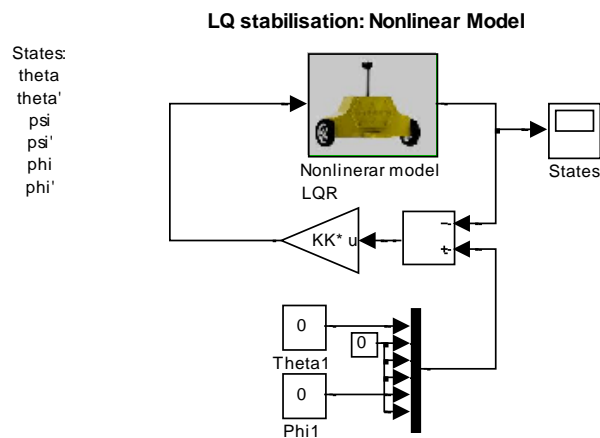 LQ stabilisation: Nonlinear Model
States:
theta
theta'
psi
psi'
phi
phi'
Nonlinerar model
LQR
States
KK* u
−
+
0
0
Theta1
0
Phi1